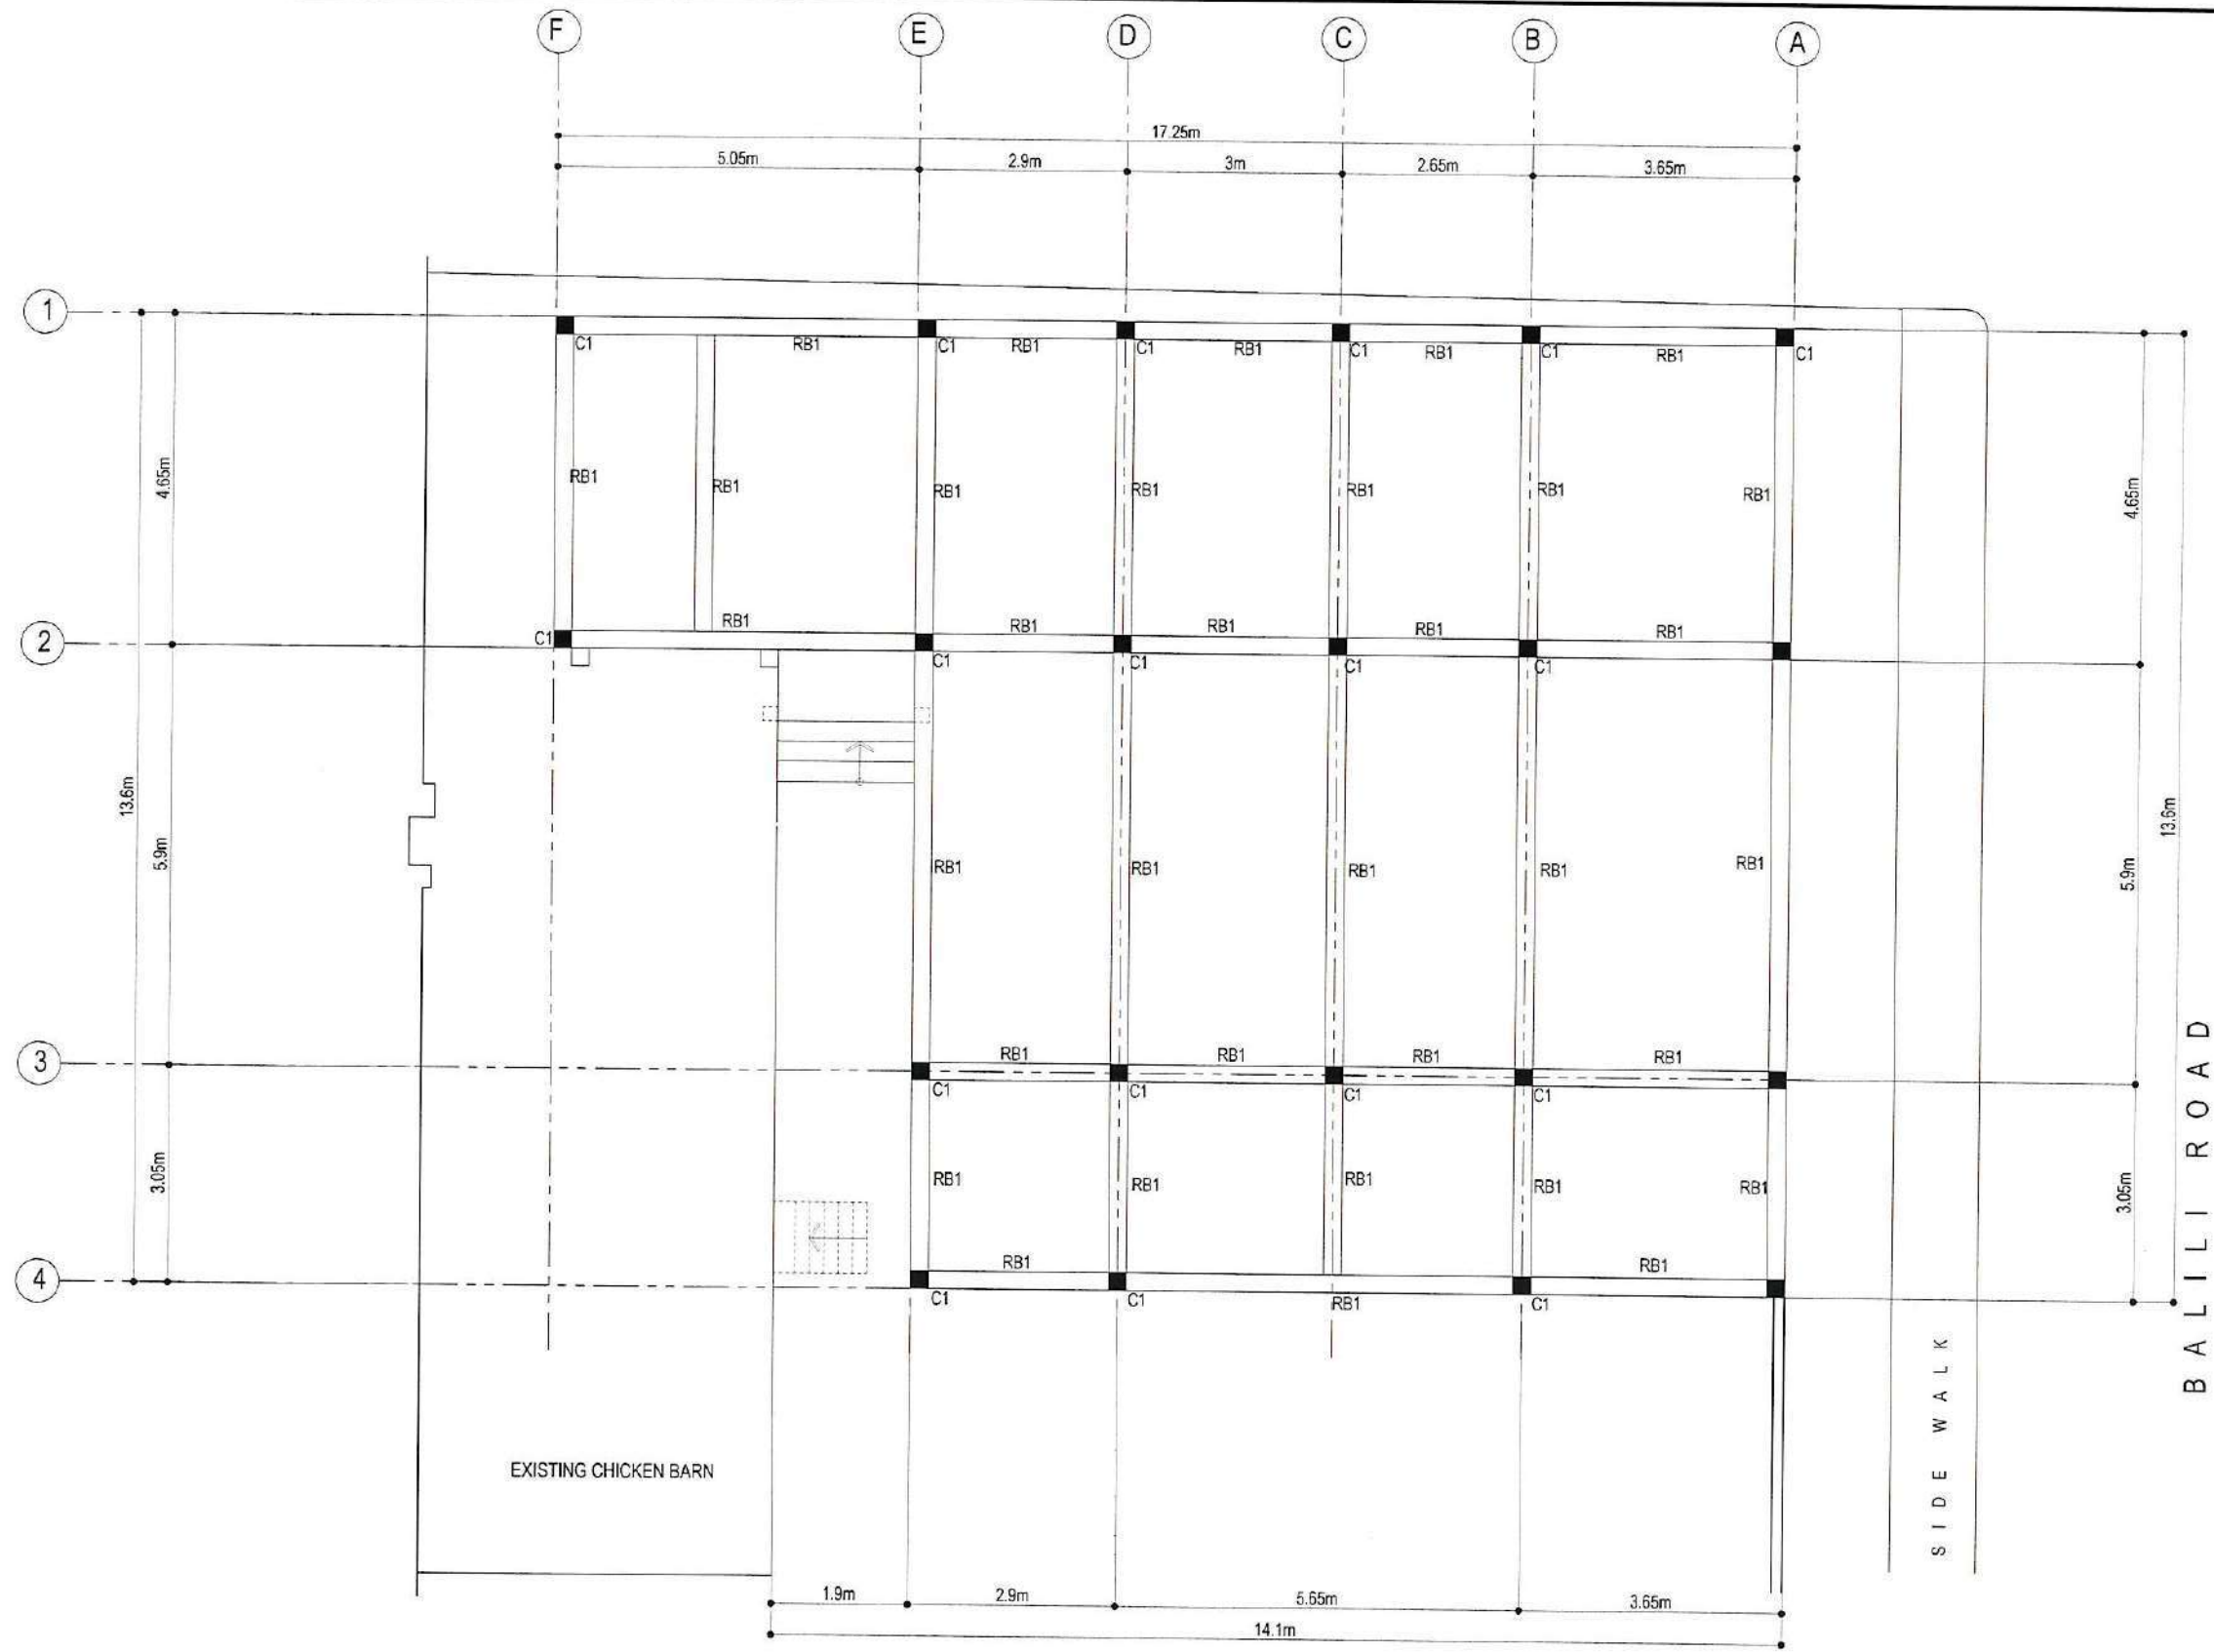 F E D C B A
17.25m
5.05m 2.9m 3m 2.65m 3.65m
1
C1 RB1 C1 RB1 C1 RB1 C1 RB1 C1 RB1 C1
4.65m RB1 RB1 RB1 RB1 RB1 RB1 RB1 4.65m
RB1 RB1 RB1 RB1 RB1
2 C1
C1 C1 C1 C1
13.6m 13.6m
5.9m RB1 RB1 RB1 RB1 RB1 5.9m
RB1 RB1 RB1 RB1
3
C1 C1 C1 C1
3.05m RB1 RB1 RB1 RB1 RB1 3.05m
RB1 RB1
4
C1 C1 RB1 C1
BALILI ROAD
SIDE WALK
EXISTING CHICKEN BARN
1.9m 2.9m 5.65m 3.65m
14.1m